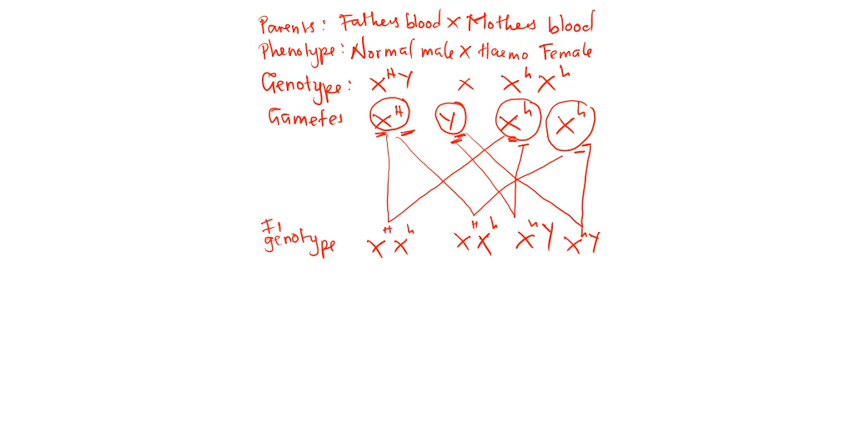 Parents: Fathers blood × Mothers blood
Phenotype: Normal male × Haemo Female
Genotype: X^H Y × X^h X^h
Gametes X^H Y X^h X^h
F1
genotype X^H X^h X^H X^h X^h Y X^h Y